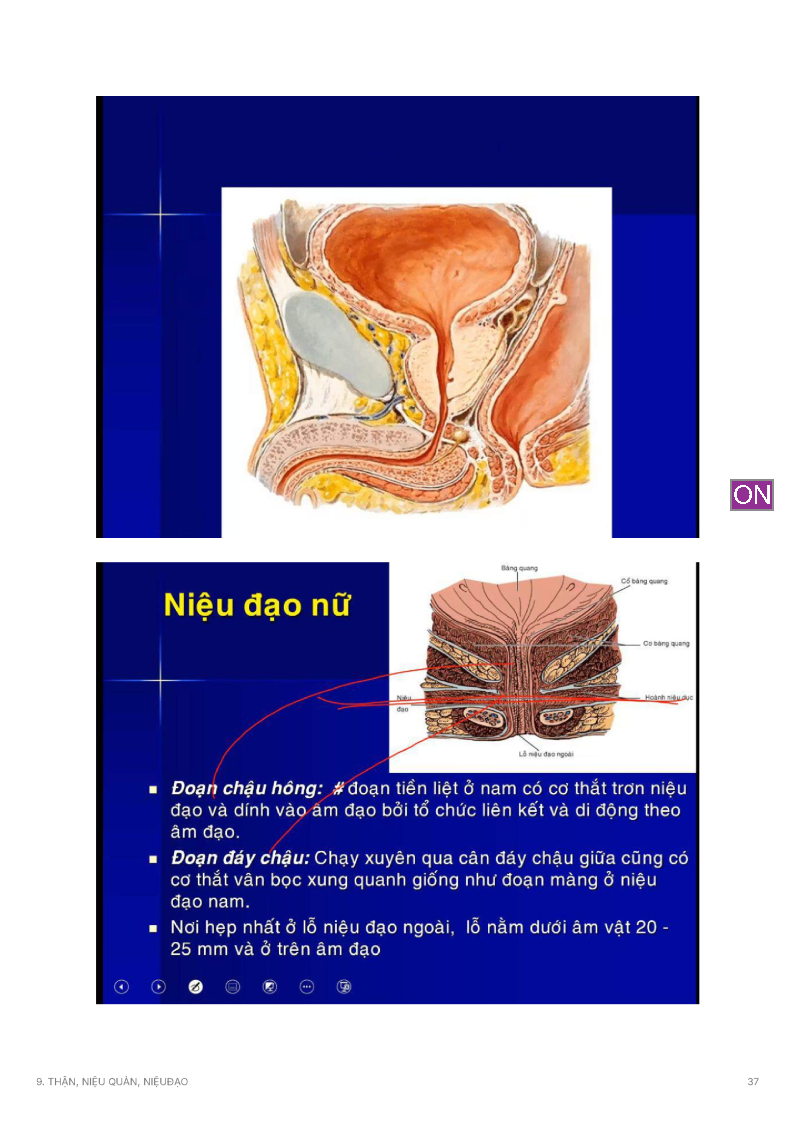 ON
Niệu đạo nữ
Bàng quang
Cổ bàng quang
Cơ bàng quang
Niệu
đạo
Hoành niệu dục
Lỗ niệu đạo ngoài
Đoạn chậu hông: # đoạn tiền liệt ở nam có cơ thắt trơn niệu
đạo và dính vào âm đạo bởi tổ chức liên kết và di động theo
âm đạo.
Đoạn đáy chậu: Chạy xuyên qua cân đáy chậu giữa cũng có
cơ thắt vân bọc xung quanh giống như đoạn màng ở niệu
đạo nam.
Nơi hẹp nhất ở lỗ niệu đạo ngoài, lỗ nằm dưới âm vật 20 -
25 mm và ở trên âm đạo
9. THẬN, NIỆU QUẢN, NIỆUĐẠO
37